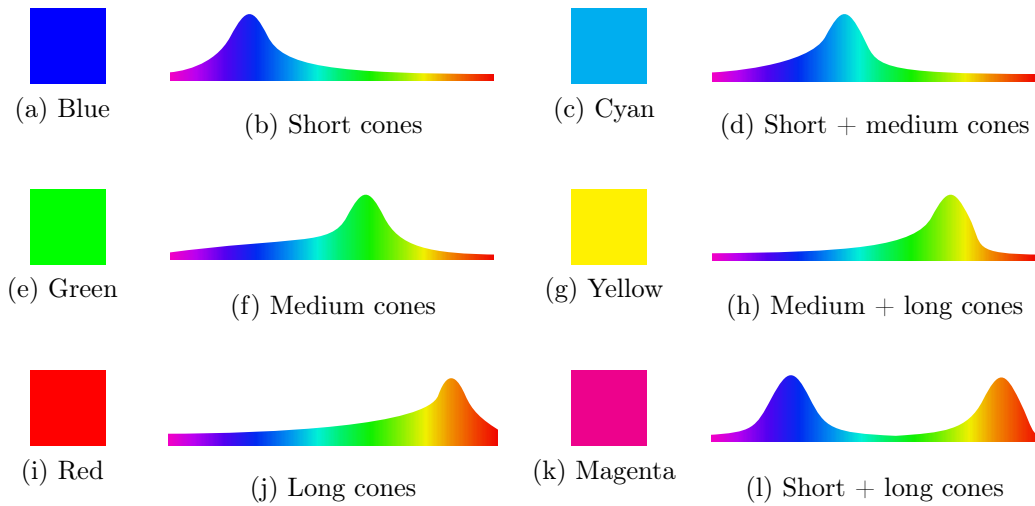 (a) Blue
(b) Short cones
(c) Cyan
(d) Short + medium cones
(e) Green
(f) Medium cones
(g) Yellow
(h) Medium + long cones
(i) Red
(j) Long cones
(k) Magenta
(l) Short + long cones